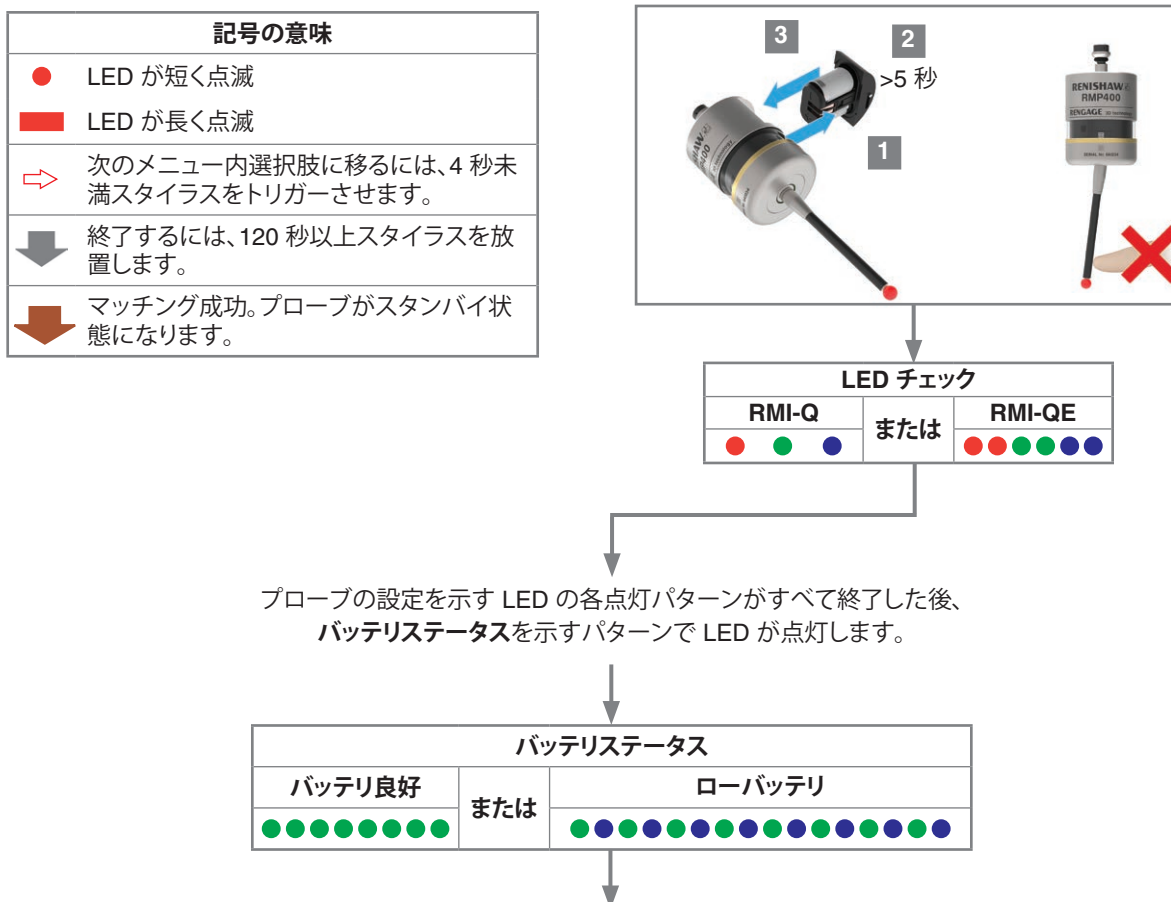 記号の意味
LED が短く点滅
LED が長く点滅
次のメニュー内選択肢に移るには、4 秒未
満スタイラスをトリガーさせます。
終了するには、120 秒以上スタイラスを放
置します。
マッチング成功。プローブがスタンバイ状
態になります。
3
2
>5 秒
1
RENISHAW
RMP400
RENGAGE
LED チェック
RMI-Q
または
RMI-QE
プローブの設定を示す LED の各点灯パターンがすべて終了した後、
バッテリステータスを示すパターンで LED が点灯します。
バッテリステータス
バッテリ良好
または
ローバッテリ